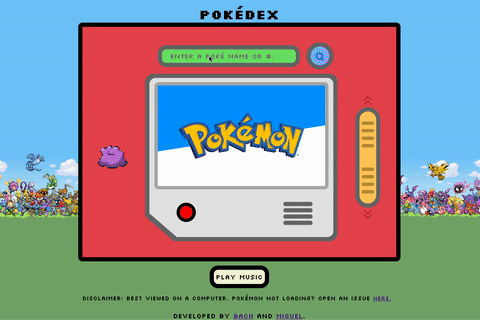 POKÉDEX
ENTER A POKÉ NAME OR #.
POKéMON
PLAY MUSIC
DISCLAIMER: BEST VIEWED ON A COMPUTER. POKÉMON NOT LOADING? OPEN AN ISSUE HERE.
DEVELOPED BY BACH AND MIGUEL.